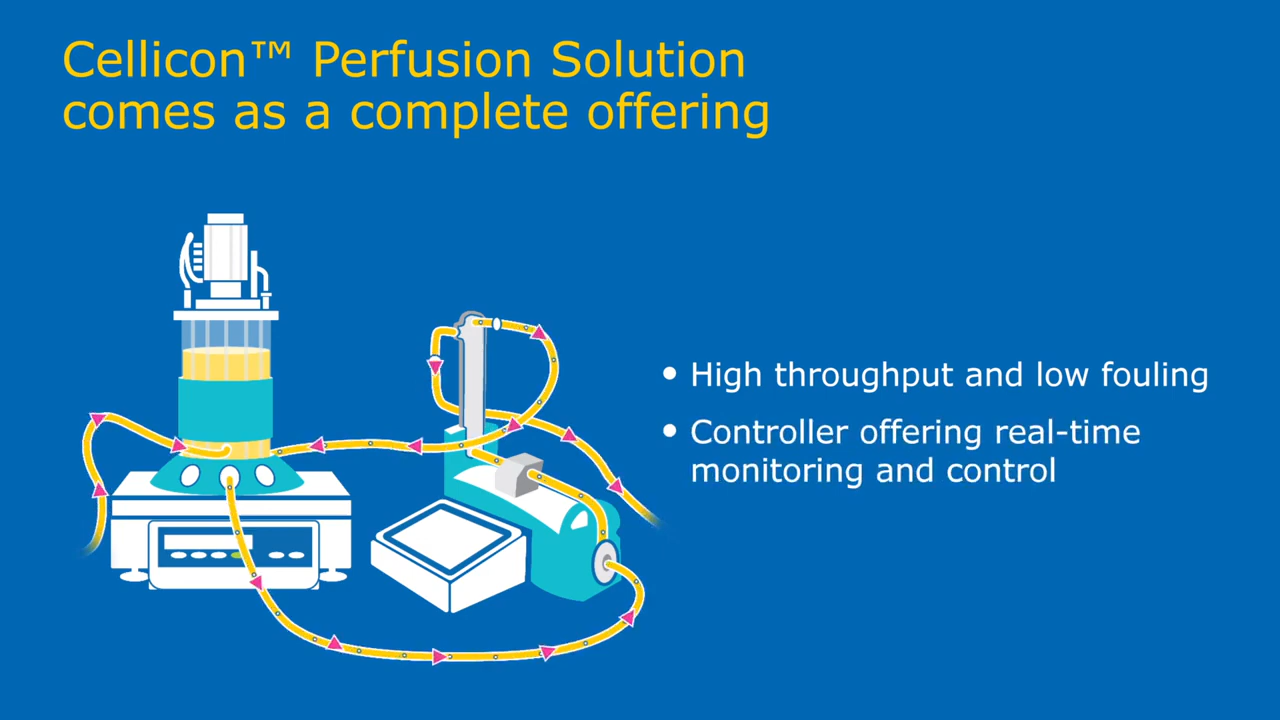 Cellicon™ Perfusion Solution
comes as a complete offering
• High throughput and low fouling
• Controller offering real-time
monitoring and control